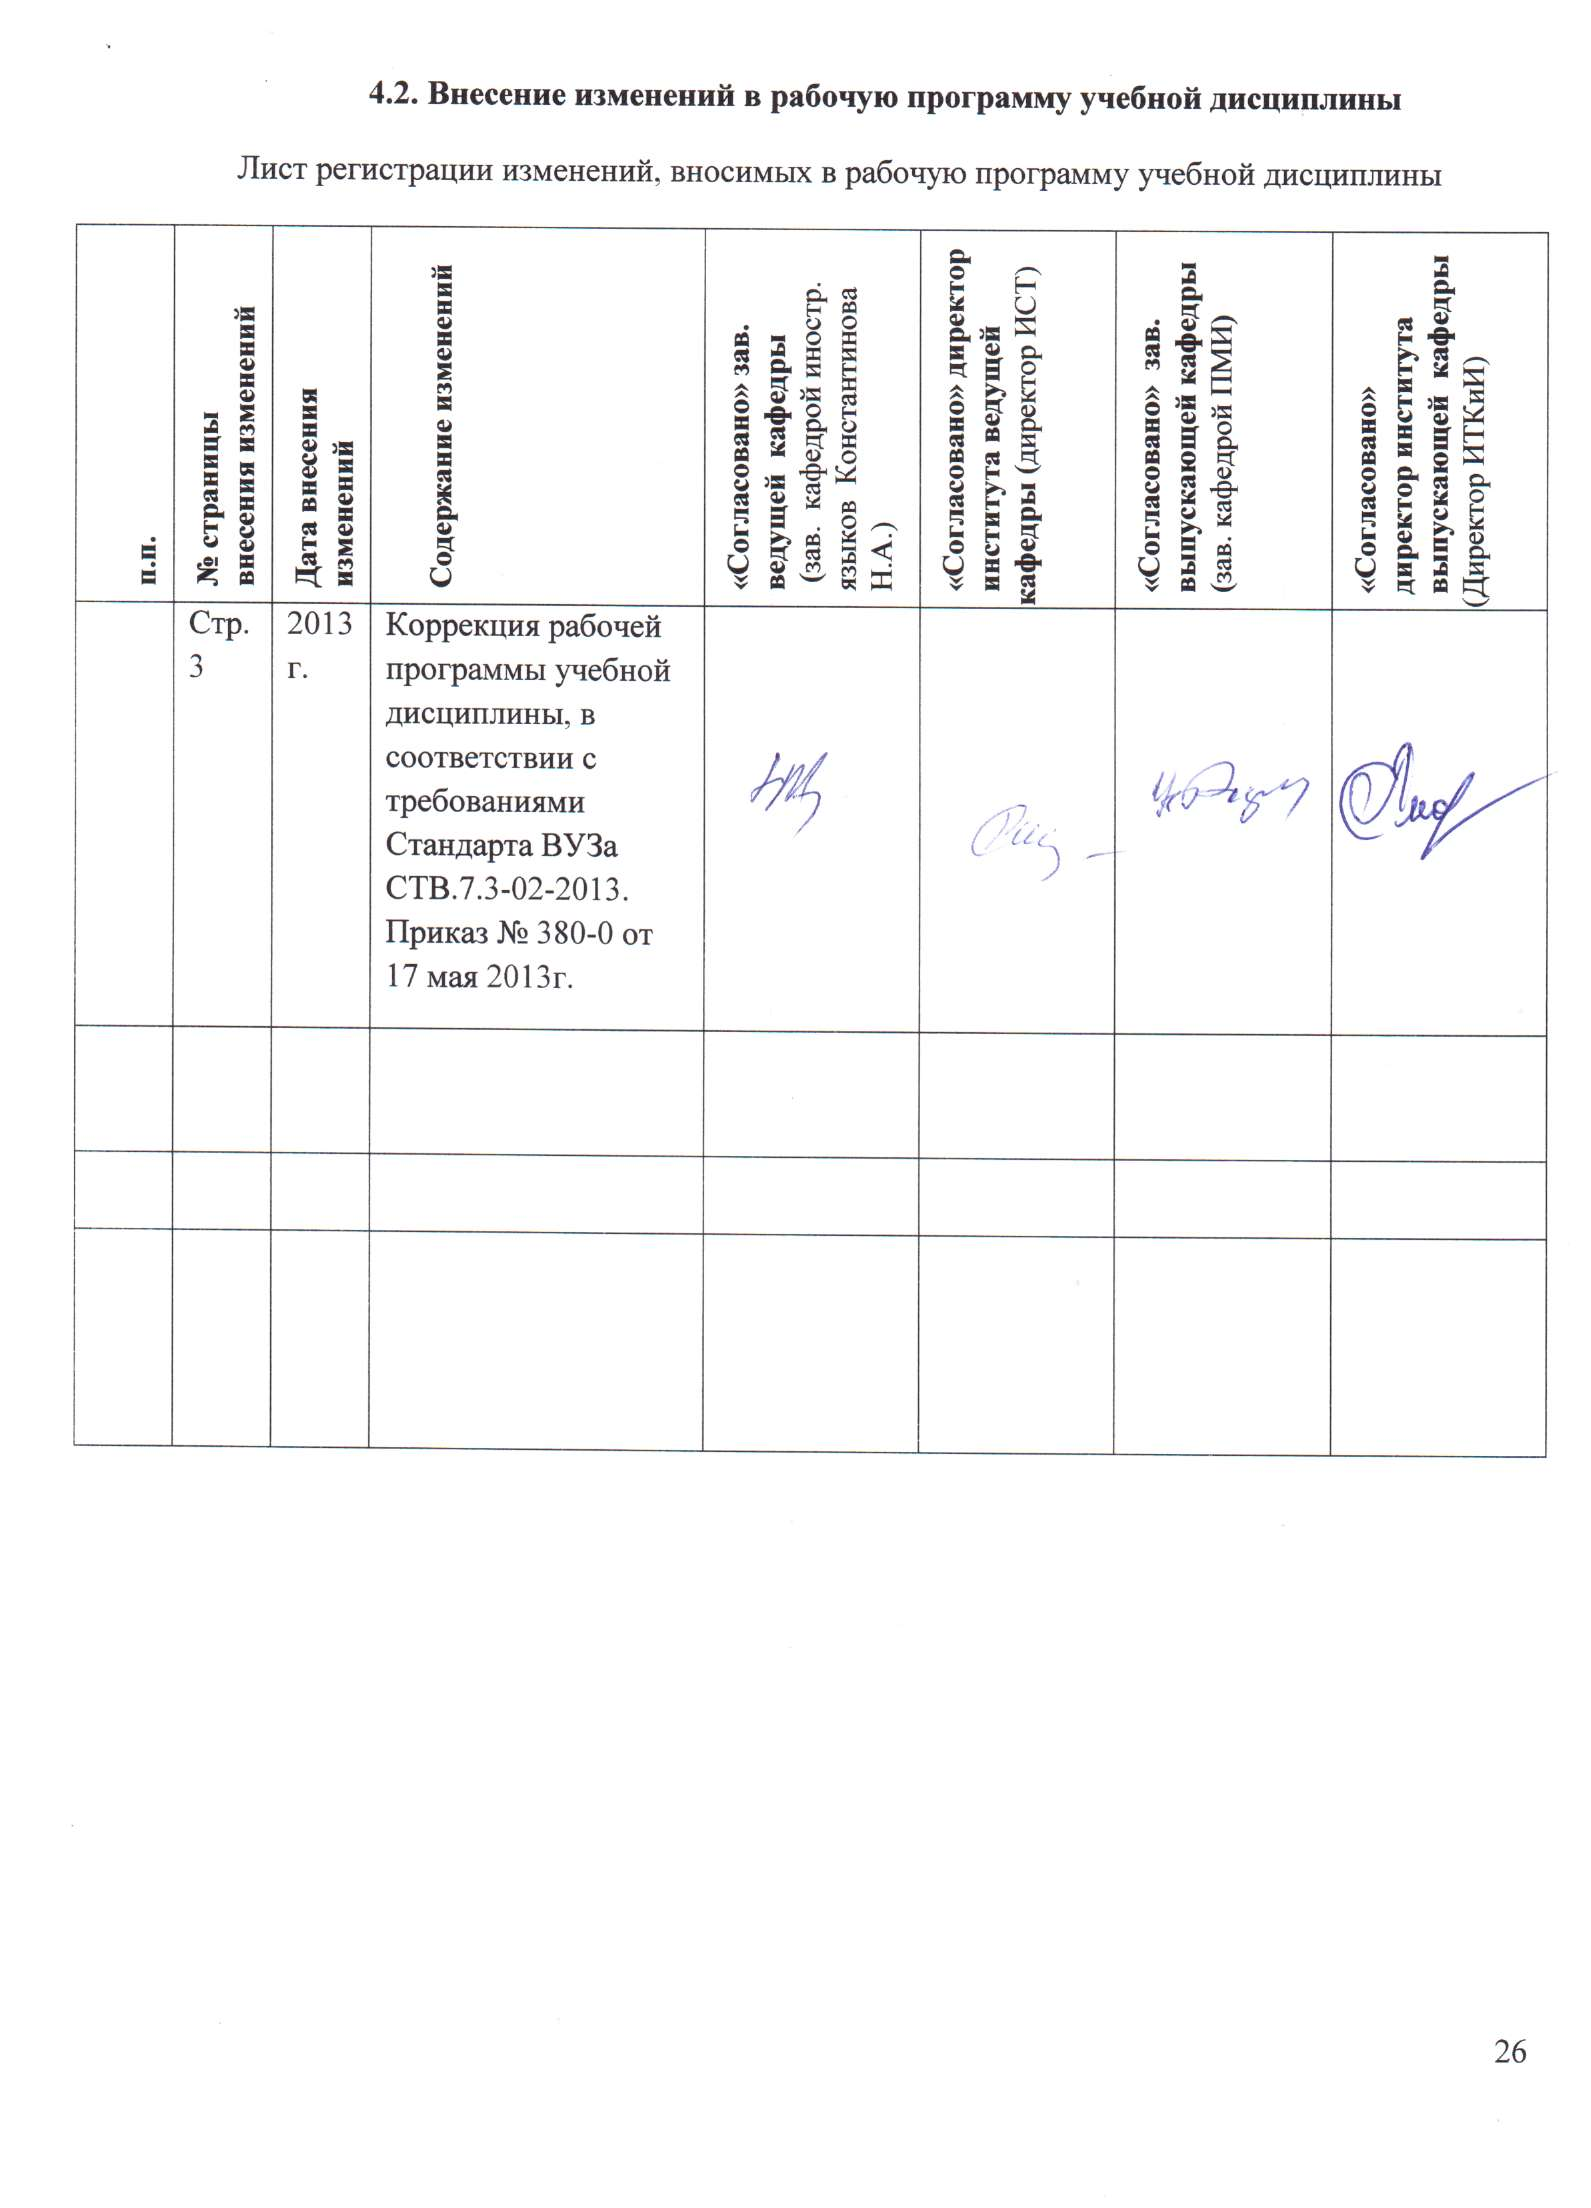 4.2. Внесение изменений в рабочую программу учебной дисциплины
Лист регистрации изменений, вносимых в рабочую программу учебной дисциплины
п.п.
№ страницы
внесения изменений
Дата внесения
изменений
Содержание изменений
«Согласовано» зав.
ведущей кафедры
(зав. кафедрой иностр.
языков Константинова
Н.А.)
«Согласовано» директор
института ведущей
кафедры (директор ИСТ)
«Согласовано» зав.
выпускающей кафедры
(зав. кафедрой ПМИ)
«Согласовано»
директор института
выпускающей кафедры
(Директор ИТКиИ)
Стр.
3
2013
г.
Коррекция рабочей
программы учебной
дисциплины, в
соответствии с
требованиями
Стандарта ВУЗа
СТВ.7.3-02-2013.
Приказ № 380-0 от
17 мая 2013г.
26